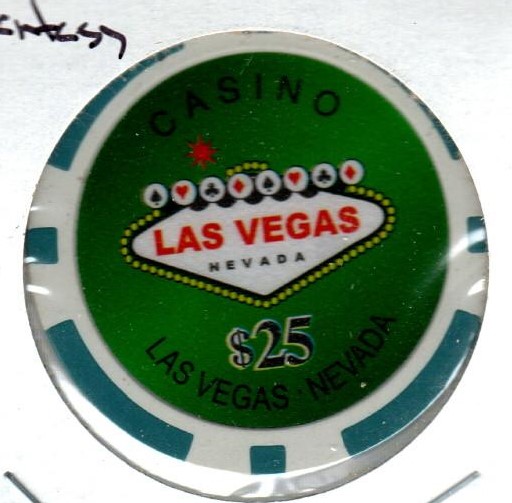 CASINO
LAS VEGAS
NEVADA
$25
LAS VEGAS · NEVADA